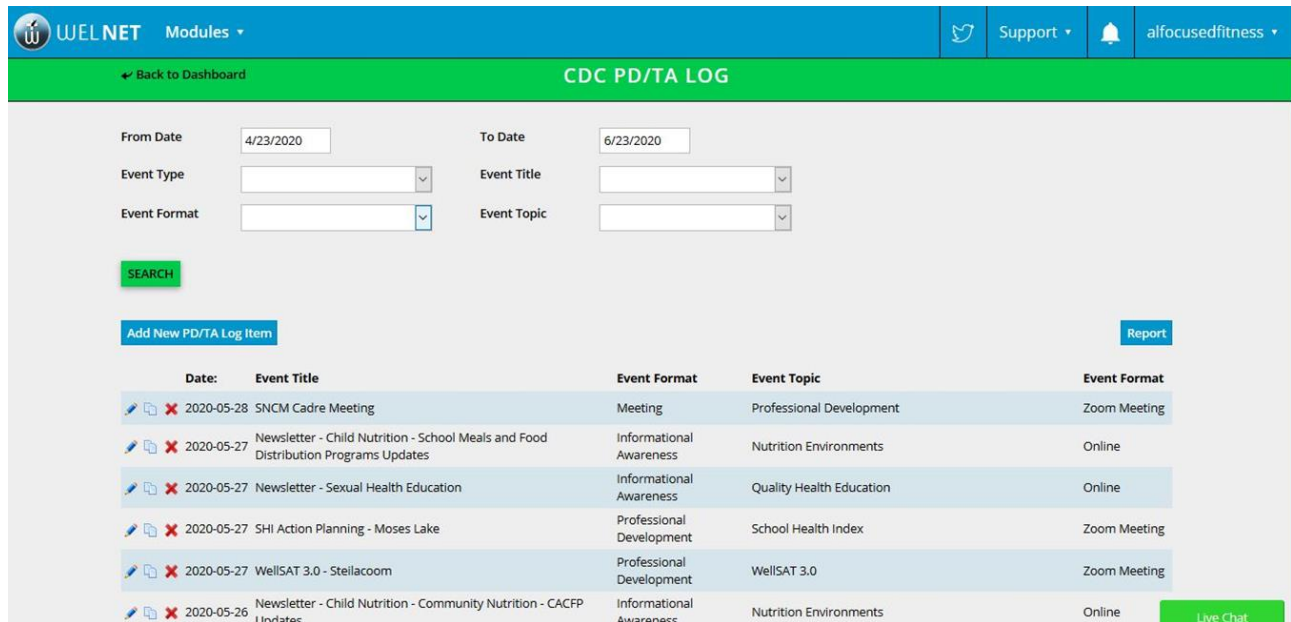 WELNET Modules Support alfocusedfitness
Back to Dashboard CDC PD/TA LOG
From Date 4/23/2020 To Date 6/23/2020
Event Type Event Title
Event Format Event Topic
SEARCH
Add New PD/TA Log Item Report
Date: Event Title Event Format Event Topic Event Format
2020-05-28 SNCM Cadre Meeting Meeting Professional Development Zoom Meeting
2020-05-27 Newsletter - Child Nutrition - School Meals and Food Distribution Programs Updates Informational Awareness Nutrition Environments Online
2020-05-27 Newsletter - Sexual Health Education Informational Awareness Quality Health Education Online
2020-05-27 SHI Action Planning - Moses Lake Professional Development School Health Index Zoom Meeting
2020-05-27 WellSAT 3.0 - Steilacoom Professional Development WellSAT 3.0 Zoom Meeting
2020-05-26 Newsletter - Child Nutrition - Community Nutrition - CACFP Updates Informational Awareness Nutrition Environments Online
Live Chat